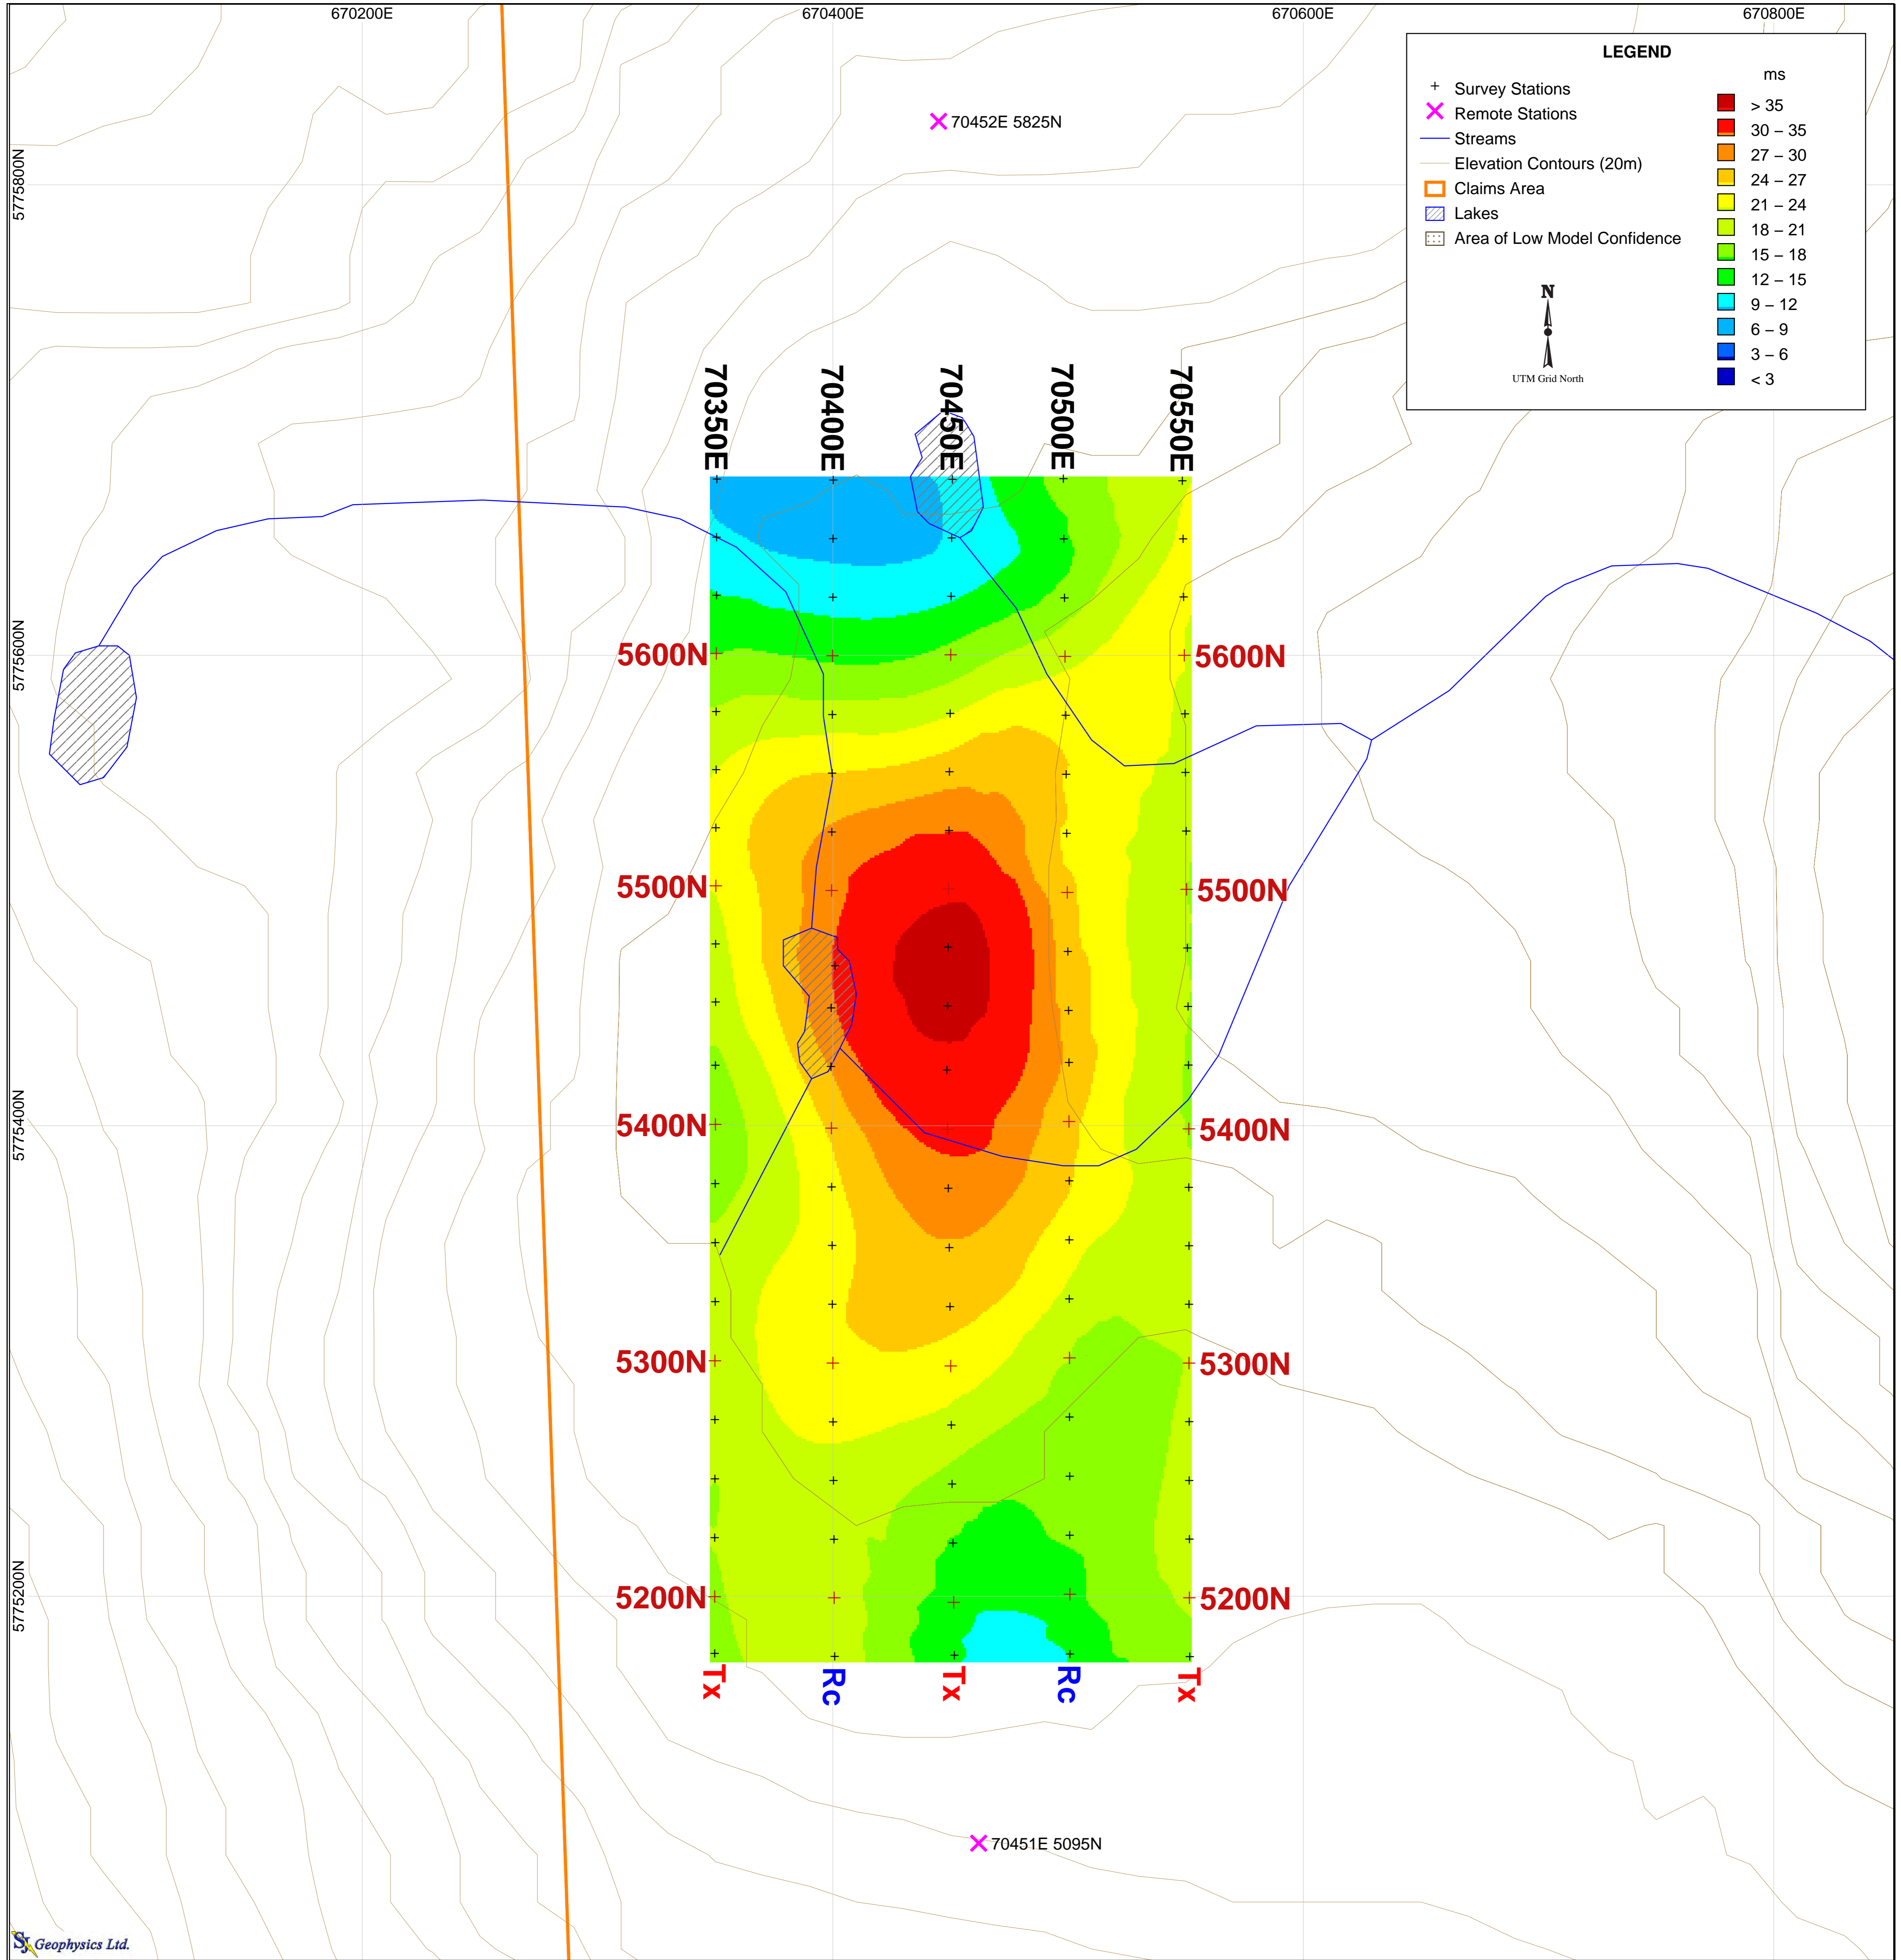 670200E 670400E 670600E 670800E
LEGEND
ms
Survey Stations
Remote Stations
Streams
Elevation Contours (20m)
Claims Area
Lakes
Area of Low Model Confidence
> 35
30 – 35
27 – 30
24 – 27
21 – 24
18 – 21
15 – 18
12 – 15
9 – 12
6 – 9
3 – 6
< 3
N
UTM Grid North
70452E 5825N
5775800N
70350E 70400E 70450E 70500E 70550E
5775600N
5600N 5600N
5500N 5500N
5775400N
5400N 5400N
5300N 5300N
5775200N
5200N 5200N
Tx Rc Tx Rc Tx
70451E 5095N
SJ Geophysics Ltd.